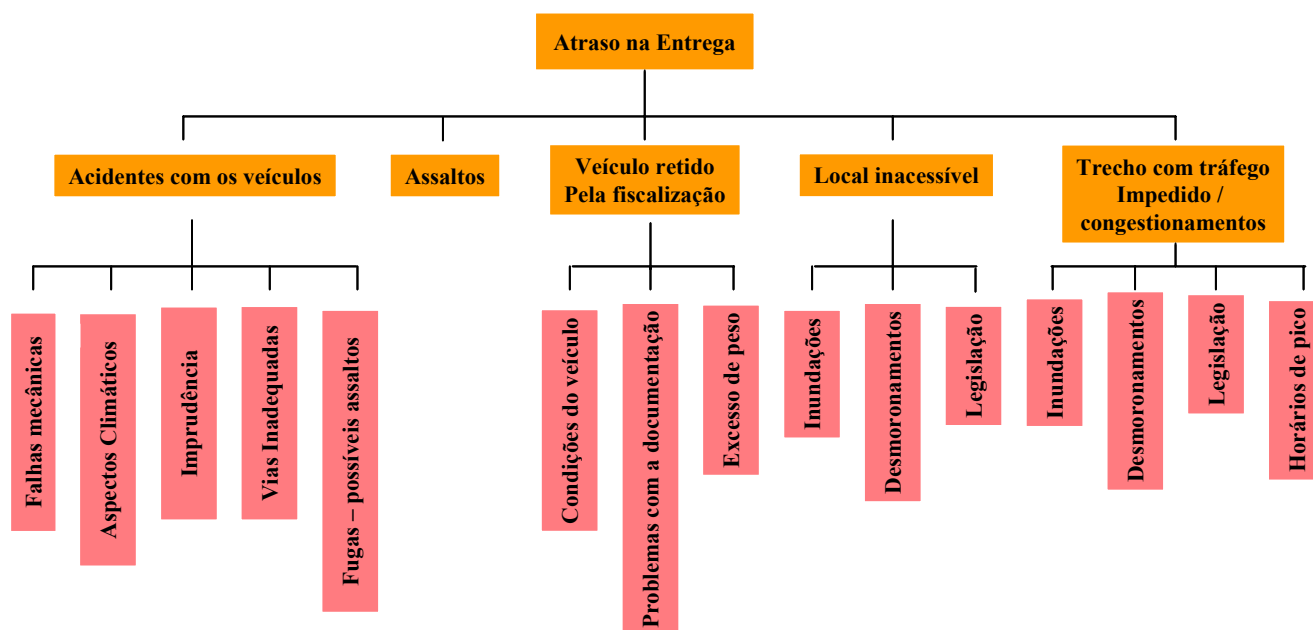 Atraso na Entrega
Acidentes com os veículos
Assaltos
Veículo retido
Pela fiscalização
Local inacessível
Trecho com tráfego
Impedido /
congestionamentos
Falhas mecânicas
Aspectos Climáticos
Imprudência
Vias Inadequadas
Fugas – possíveis assaltos
Condições do veículo
Problemas com a documentação
Excesso de peso
Inundações
Desmoronamentos
Legislação
Inundações
Desmoronamentos
Legislação
Horários de pico